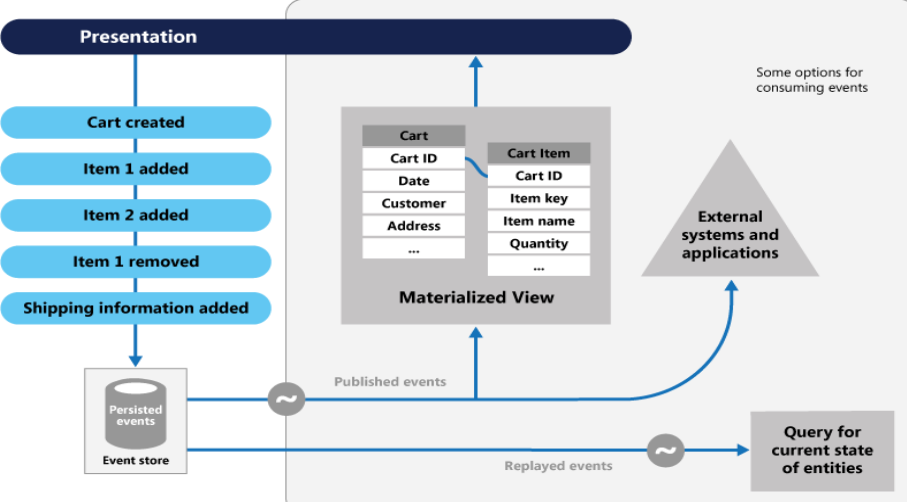 Presentation
Some options for
consuming events
Cart created
Item 1 added
Item 2 added
Item 1 removed
Shipping information added
Cart
Cart ID
Date
Customer
Address
...
Cart Item
Cart ID
Item key
Item name
Quantity
...
Materialized View
External
systems and
applications
Persisted
events
Event store
~
Published events
~
Replayed events
Query for
current state
of entities